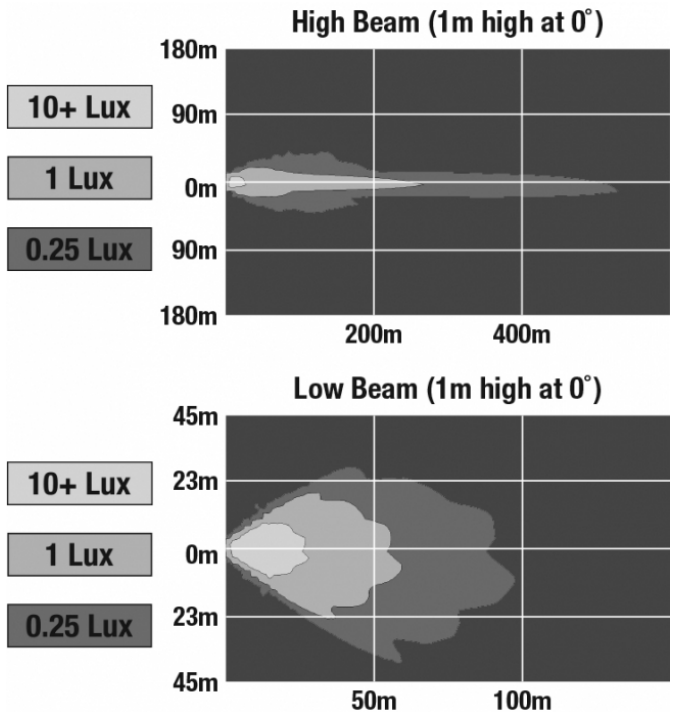 High Beam (1m high at 0°)
180m
10+ Lux
90m
1 Lux
0m
0.25 Lux
90m
180m
200m 400m
Low Beam (1m high at 0°)
45m
10+ Lux
23m
1 Lux
0m
0.25 Lux
23m
45m
50m 100m